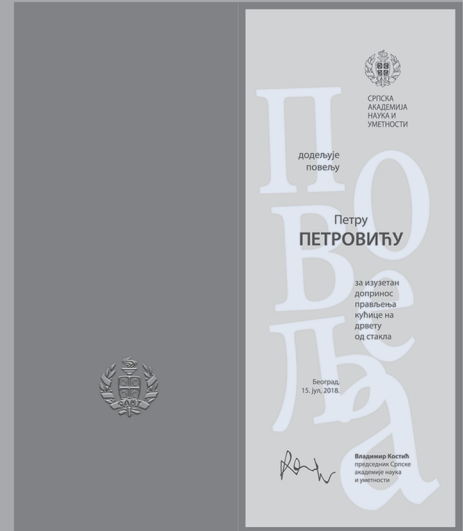 СРПСКА
АКАДЕМИЈА
НАУКА И
УМЕТНОСТИ
додељује
повељу
Повеља
Петру
ПЕТРОВИЋУ
за изузетан
допринос
прављења
кућице на
дрвету
од стакла
Београд,
15. јул, 2018.
Владимир Костић
председник Српске
академије наука
и уметности